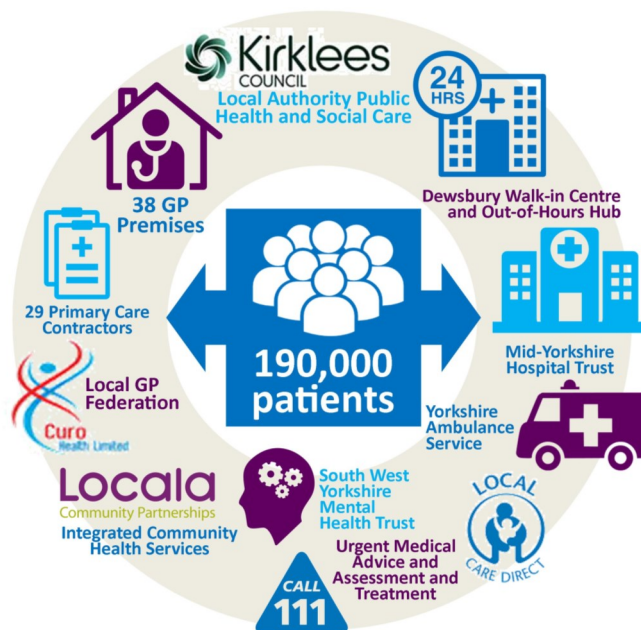 Kirklees
COUNCIL
Local Authority Public
Health and Social Care
24
HRS
Dewsbury Walk-in Centre
and Out-of-Hours Hub
38 GP
Premises
29 Primary Care
Contractors
190,000
patients
Mid-Yorkshire
Hospital Trust
Local GP
Federation
Curo
Health Limited
Yorkshire
Ambulance
Service
Locala
Community Partnerships
Integrated Community
Health Services
South West
Yorkshire
Mental
Health Trust
LOCAL
CARE DIRECT
Urgent Medical
Advice and
Assessment and
Treatment
CALL
111